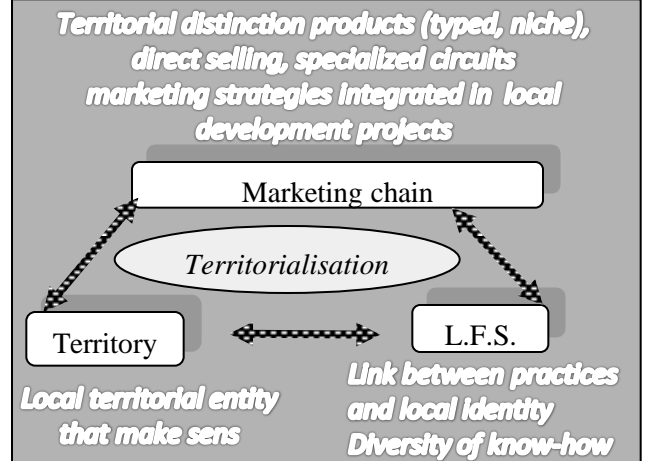 Territorial distinction products (typed, niche),
direct selling, specialized circuits
marketing strategies integrated in local
development projects
Marketing chain
Territorialisation
Territory
L.F.S.
Local territorial entity
that make sens
Link between practices
and local identity
Diversity of know-how